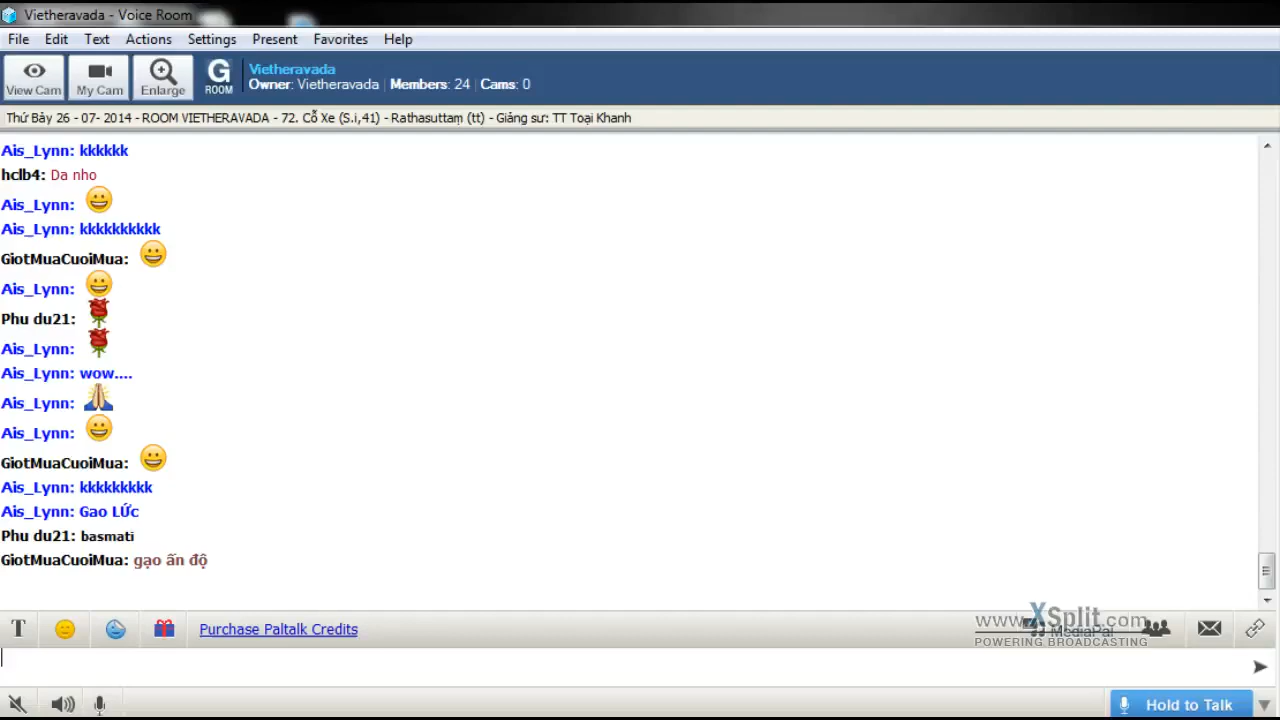 Vietheravada - Voice Room
File Edit Text Actions Settings Present Favorites Help
View Cam My Cam Enlarge G ROOM
Vietheravada
Owner: Vietheravada Members: 24 Cams: 0
Thứ Bảy 26 - 07- 2014 - ROOM VIETHERAVADA - 72. Cỗ Xe (S.i,41) - Rathasuttaṃ (tt) - Giảng sư: TT Toại Khanh
Ais_Lynn: kkkkkk
hclb4: Da nho
Ais_Lynn:
Ais_Lynn: kkkkkkkkkk
GiotMuaCuoiMua:
Ais_Lynn:
Phu du21:
Ais_Lynn:
Ais_Lynn: wow....
Ais_Lynn:
Ais_Lynn:
GiotMuaCuoiMua:
Ais_Lynn: kkkkkkkkk
Ais_Lynn: Gao LỨc
Phu du21: basmati
GiotMuaCuoiMua: gạo ấn độ
T Purchase Paltalk Credits
www.XSplit.com
MediaPal
POWERING BROADCASTING
Hold to Talk